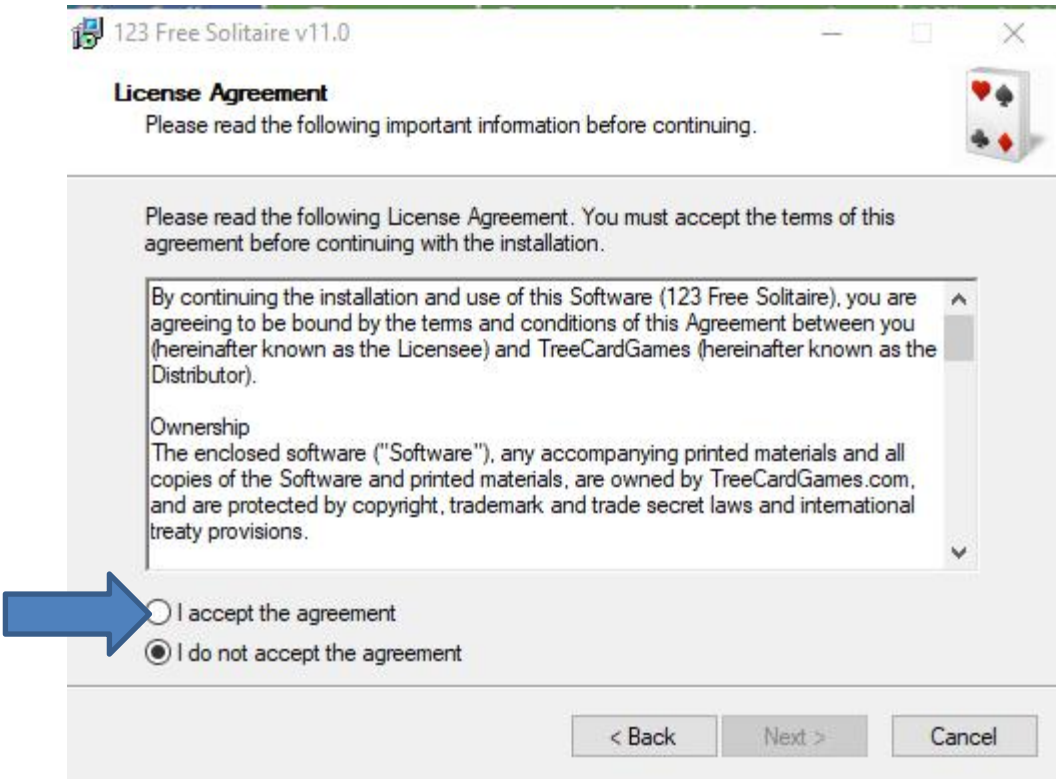 123 Free Solitaire v11.0
License Agreement
Please read the following important information before continuing.
Please read the following License Agreement. You must accept the terms of this
agreement before continuing with the installation.
By continuing the installation and use of this Software (123 Free Solitaire), you are
agreeing to be bound by the terms and conditions of this Agreement between you
(hereinafter known as the Licensee) and TreeCardGames (hereinafter known as the
Distributor).
Ownership
The enclosed software ("Software"), any accompanying printed materials and all
copies of the Software and printed materials, are owned by TreeCardGames.com,
and are protected by copyright, trademark and trade secret laws and international
treaty provisions.
I accept the agreement
I do not accept the agreement
< Back Next > Cancel